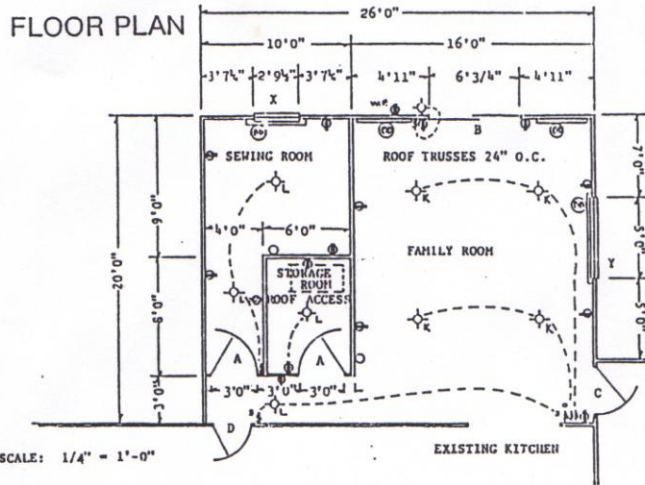 FLOOR PLAN
26'0"
10'0" 16'0"
3'7¼" 2'9½" 3'7¼" 4'11" 6'3/4" 4'11"
X
B
SEWING ROOM
ROOF TRUSSES 24" O.C.
7'0"
9'0"
L
K K
4'0" 6'0"
20'0"
FAMILY ROOM
5'0"
Y
STORAGE
ROOM
ROOF ACCESS
6'0"
L
L
K K
5'0"
A A
3'0" 3'0" 3'0"
C
3'0"
L
D
EXISTING KITCHEN
SCALE: 1/4" = 1'-0"